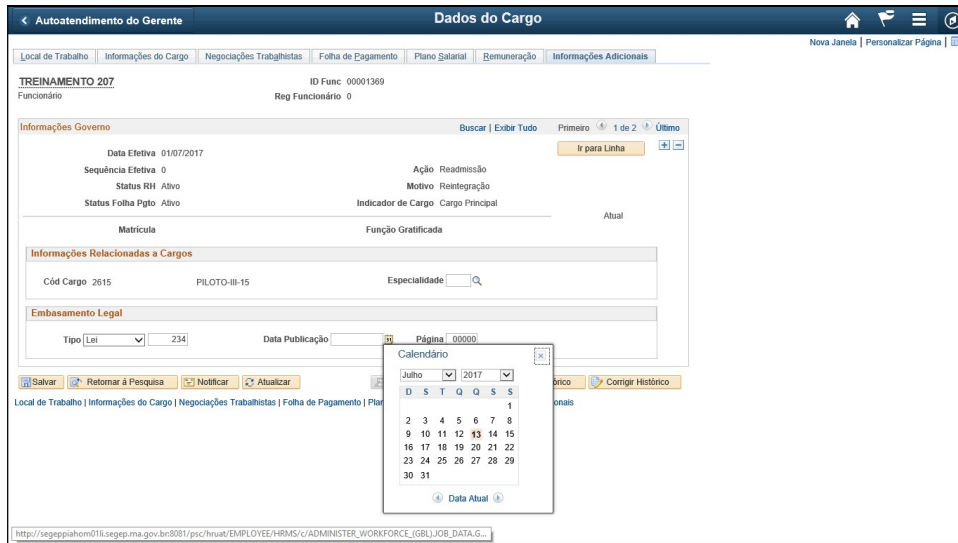 Autoatendimento do Gerente
Dados do Cargo
Nova Janela | Personalizar Página |
Local de Trabalho Informações do Cargo Negociações Trabalhistas Folha de Pagamento Plano Salarial Remuneração Informações Adicionais
TREINAMENTO 207 ID Func 00001369
Funcionário Reg Funcionário 0
Informações Governo Buscar | Exibir Tudo Primeiro 1 de 2 Último
Data Efetiva 01/07/2017 Ir para Linha + -
Sequência Efetiva 0 Ação Readmissão
Status RH Ativo Motivo Reintegração
Status Folha Pgto Ativo Indicador de Cargo Cargo Principal
Atual
Matrícula Função Gratificada
Informações Relacionadas a Cargos
Cód Cargo 2615 PILOTO-III-15 Especialidade
Embasamento Legal
Tipo Lei 234 Data Publicação Página 00000
Calendário x
Julho 2017
D S T Q Q S S
1
2 3 4 5 6 7 8
9 10 11 12 13 14 15
16 17 18 19 20 21 22
23 24 25 26 27 28 29
30 31
Data Atual
Salvar Retornar à Pesquisa Notificar Atualizar Corrigir Histórico
Local de Trabalho | Informações do Cargo | Negociações Trabalhistas | Folha de Pagamento |
http://segeppiahom01li.segep.ma.gov.br:8081/psc/hruat/EMPLOYEE/HRMS/c/ADMINISTER_WORKFORCE_(GBL).JOB_DATA.G...